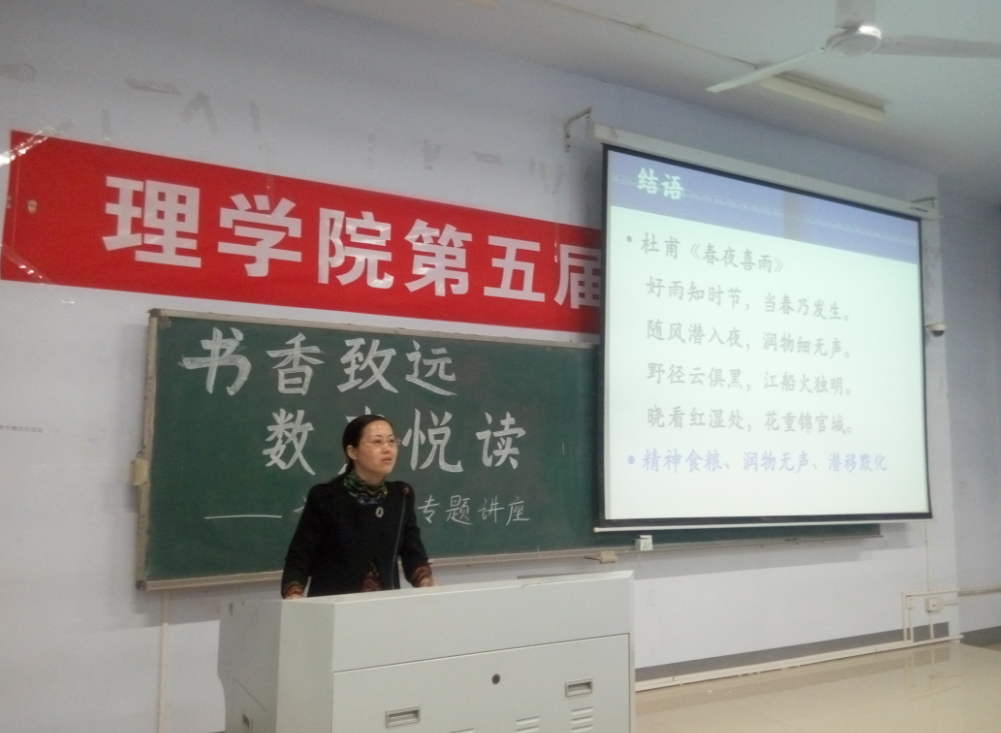 理学院第五届
书香致远
数 悦读
—— 专题讲座
结语
• 杜甫《春夜喜雨》
好雨知时节，当春乃发生。
随风潜入夜，润物细无声。
野径云俱黑，江船火独明。
晓看红湿处，花重锦官城。
• 精神食粮、润物无声、潜移默化